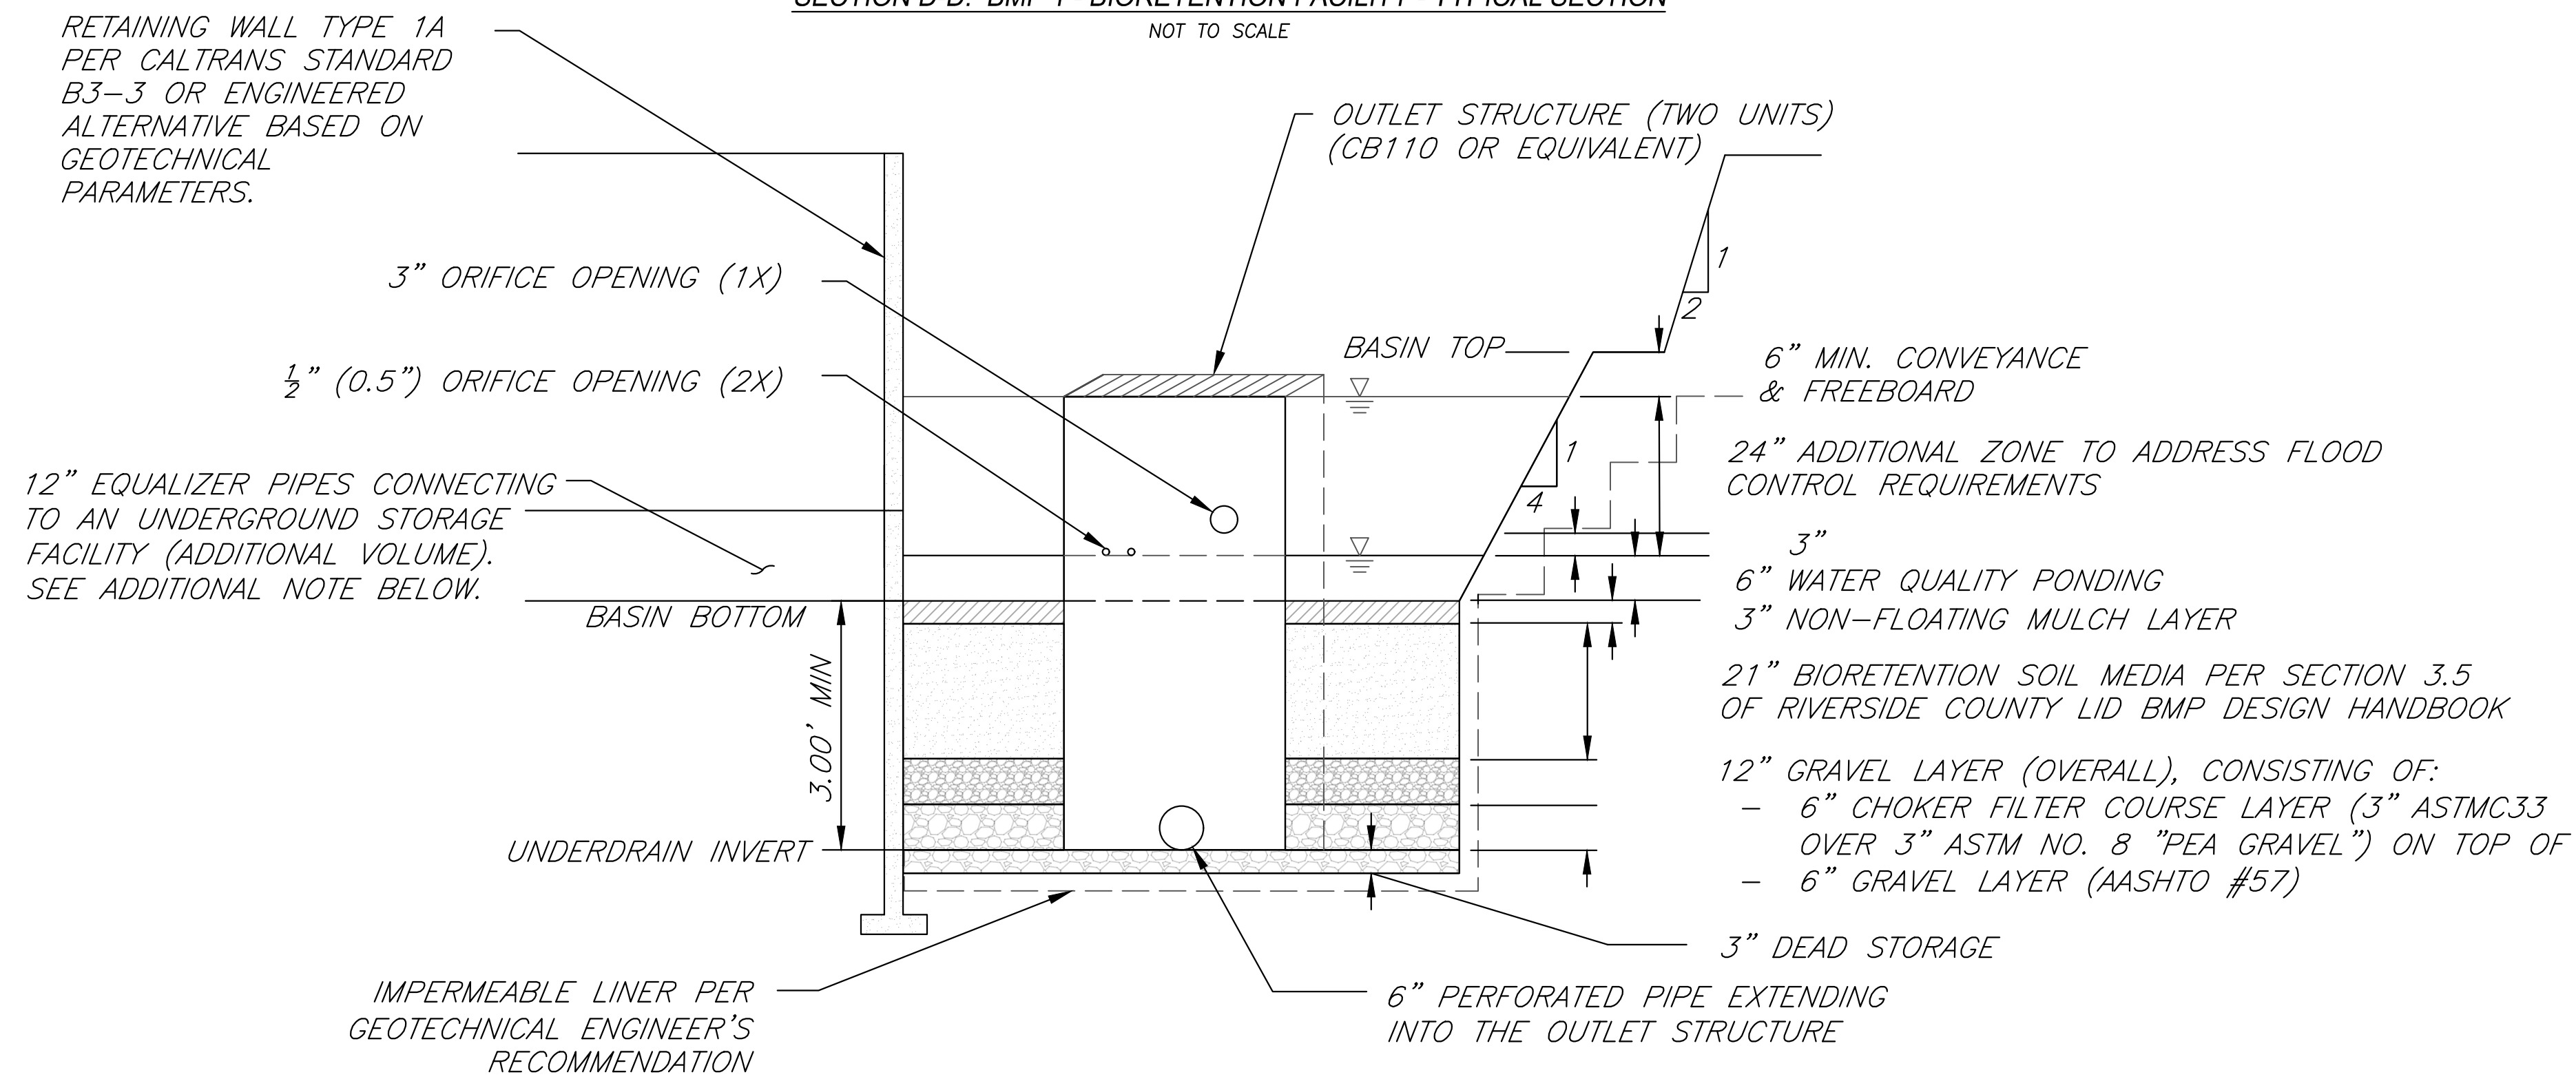 SECTION B-B: BMP 1 - BIORETENTION FACILITY - TYPICAL SECTION
NOT TO SCALE
RETAINING WALL TYPE 1A
PER CALTRANS STANDARD
B3-3 OR ENGINEERED
ALTERNATIVE BASED ON
GEOTECHNICAL
PARAMETERS.
OUTLET STRUCTURE (TWO UNITS)
(CB110 OR EQUIVALENT)
3" ORIFICE OPENING (1X)
1
2
BASIN TOP
6" MIN. CONVEYANCE
& FREEBOARD
½" (0.5") ORIFICE OPENING (2X)
1
4
24" ADDITIONAL ZONE TO ADDRESS FLOOD
CONTROL REQUIREMENTS
12" EQUALIZER PIPES CONNECTING
TO AN UNDERGROUND STORAGE
FACILITY (ADDITIONAL VOLUME).
SEE ADDITIONAL NOTE BELOW.
3"
6" WATER QUALITY PONDING
BASIN BOTTOM
3" NON-FLOATING MULCH LAYER
3.00' MIN
21" BIORETENTION SOIL MEDIA PER SECTION 3.5
OF RIVERSIDE COUNTY LID BMP DESIGN HANDBOOK
12" GRAVEL LAYER (OVERALL), CONSISTING OF:
- 6" CHOKER FILTER COURSE LAYER (3" ASTMC33
OVER 3" ASTM NO. 8 "PEA GRAVEL") ON TOP OF
- 6" GRAVEL LAYER (AASHTO #57)
UNDERDRAIN INVERT
3" DEAD STORAGE
IMPERMEABLE LINER PER
GEOTECHNICAL ENGINEER'S
RECOMMENDATION
6" PERFORATED PIPE EXTENDING
INTO THE OUTLET STRUCTURE